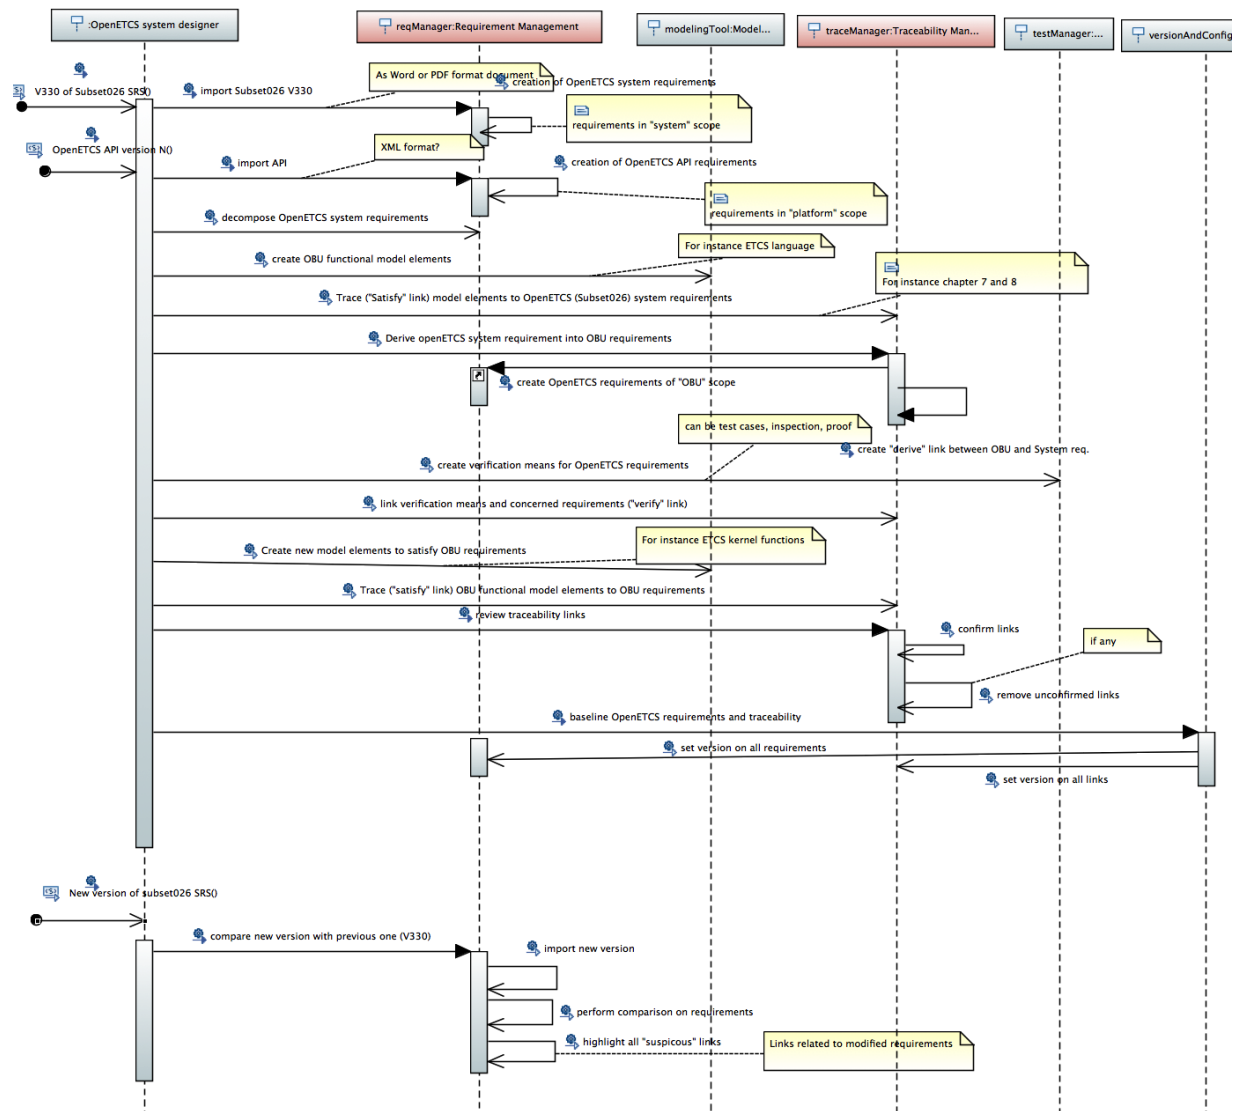 :OpenETCS system designer
reqManager:Requirement Management
modelingTool:Model...
traceManager:Traceability Man...
testManager:...
versionAndConfig
As Word or PDF format document
V330 of Subset026 SRS()
import Subset026 V330
creation of OpenETCS system requirements
requirements in "system" scope
OpenETCS API version N()
XML format?
import API
creation of OpenETCS API requirements
requirements in "platform" scope
decompose OpenETCS system requirements
For instance ETCS language
create OBU functional model elements
For instance chapter 7 and 8
Trace ("Satisfy" link) model elements to OpenETCS (Subset026) system requirements
Derive openETCS system requirement into OBU requirements
create OpenETCS requirements of "OBU" scope
can be test cases, inspection, proof
create "derive" link between OBU and System req.
create verification means for OpenETCS requirements
link verification means and concerned requirements ("verify" link)
For instance ETCS kernel functions
Create new model elements to satisfy OBU requirements
Trace ("satisfy" link) OBU functional model elements to OBU requirements
review traceability links
confirm links
if any
remove unconfirmed links
baseline OpenETCS requirements and traceability
set version on all requirements
set version on all links
New version of subset026 SRS()
compare new version with previous one (V330)
import new version
perform comparison on requirements
highlight all "suspicous" links
Links related to modified requirements